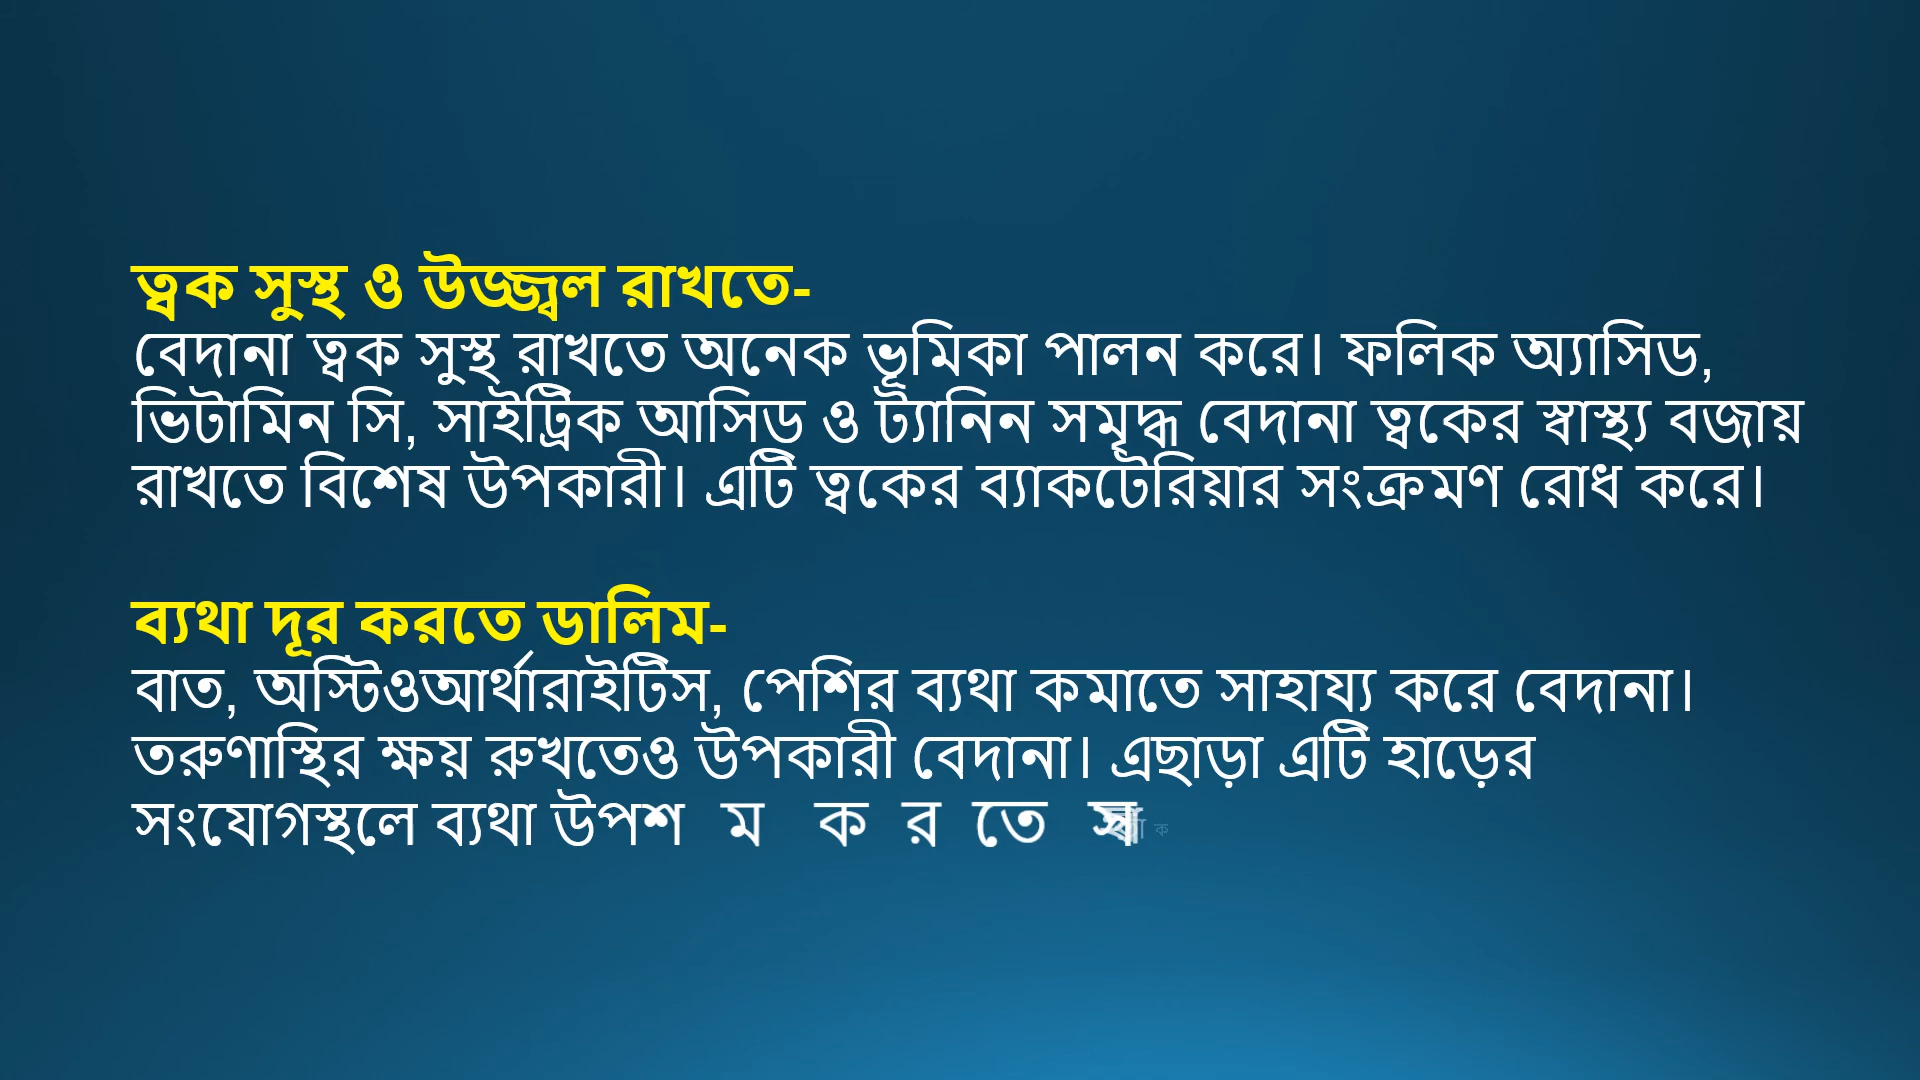 ত্বক সুস্থ ও উজ্জ্বল রাখতে-
বেদানা ত্বক সুস্থ রাখতে অনেক ভূমিকা পালন করে। ফলিক অ্যাসিড,
ভিটামিন সি, সাইট্রিক আসিড ও ট্যানিন সমৃদ্ধ বেদানা ত্বকের স্বাস্থ্য বজায়
রাখতে বিশেষ উপকারী। এটি ত্বকের ব্যাকটেরিয়ার সংক্রমণ রোধ করে।
ব্যথা দূর করতে ডালিম-
বাত, অস্টিওআর্থারাইটিস, পেশির ব্যথা কমাতে সাহায্য করে বেদানা।
তরুণাস্থির ক্ষয় রুখতেও উপকারী বেদানা। এছাড়া এটি হাড়ের
সংযোগস্থলে ব্যথা উপশম করতে